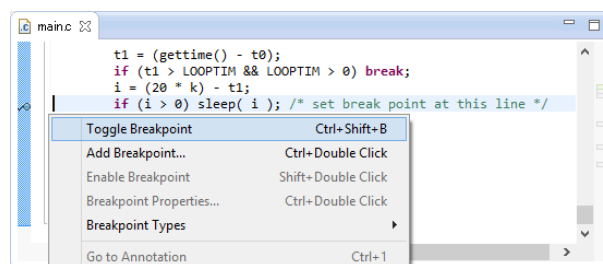 main.c
t1 = (gettime() - t0);
if (t1 > LOOPTIM && LOOPTIM > 0) break;
i = (20 * k) - t1;
if (i > 0) sleep( i ); /* set break point at this line */
Toggle Breakpoint Ctrl+Shift+B
Add Breakpoint... Ctrl+Double Click
Enable Breakpoint Shift+Double Click
Breakpoint Properties... Ctrl+Double Click
Breakpoint Types
Go to Annotation Ctrl+1